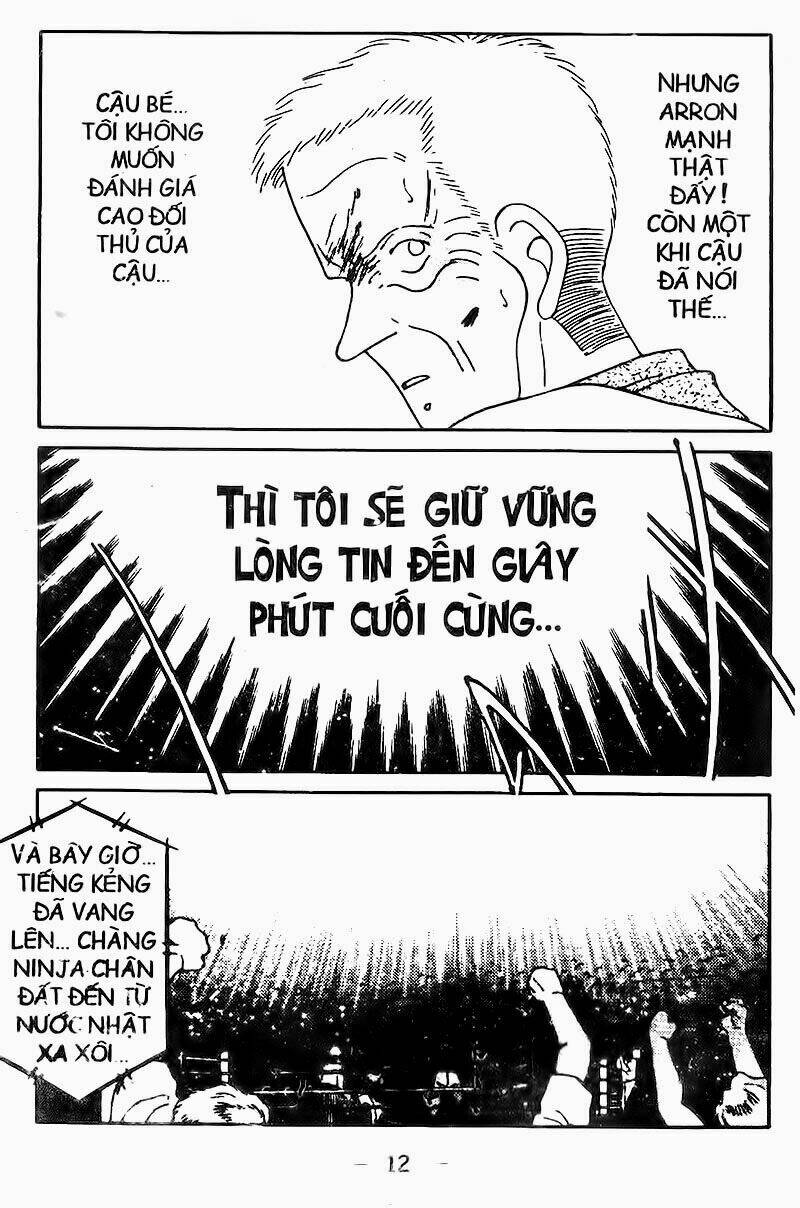 CẬU BÉ...
TÔI KHÔNG
MUỐN
ĐÁNH GIÁ
CAO ĐỐI
THỦ CỦA
CẬU...
NHƯNG
ARRON
MẠNH
THẬT
ĐẤY!
CÒN MỘT
KHI CẬU
ĐÃ NÓI
THẾ...
THÌ TÔI SẼ GIỮ VỮNG
LÒNG TIN ĐẾN GIÂY
PHÚT CUỐI CÙNG...
VÀ BÂY GIỜ...
TIẾNG KẺNG
ĐÃ VANG
LÊN... CHÀNG
NINJA CHÂN
ĐẤT ĐẾN TỪ
NƯỚC NHẬT
XA XÔI...
- 12 -